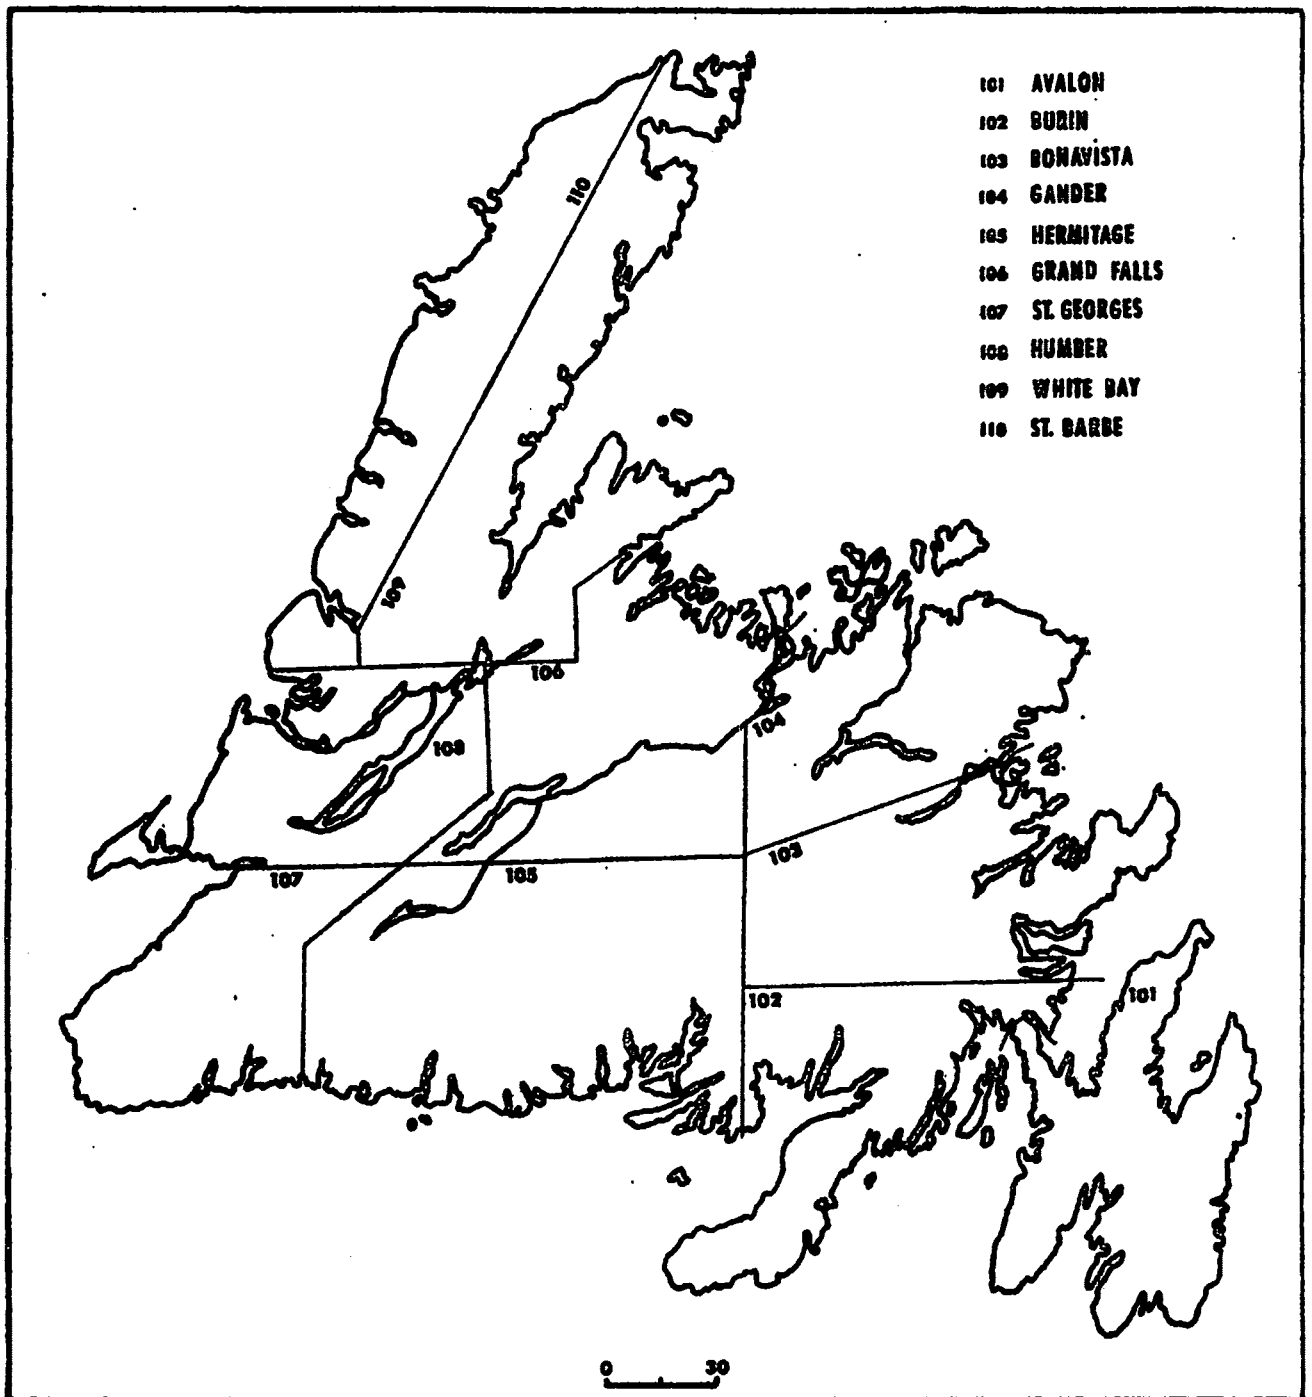 101 AVALON
102 BURIN
103 BONAVISTA
104 GANDER
105 HERMITAGE
106 GRAND FALLS
107 ST. GEORGES
108 HUMBER
109 WHITE BAY
110 ST. BARBE
110
109
106
104
108
103
107
105
102
101
0 30